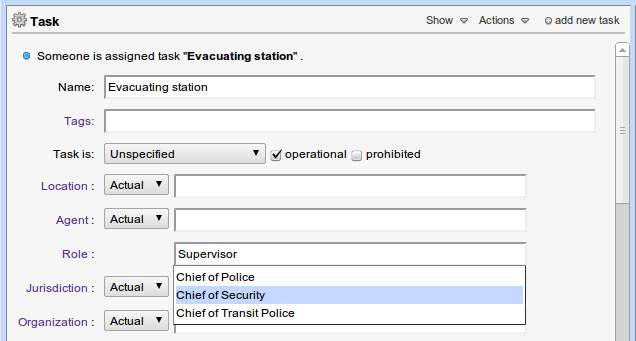 Task Show Actions add new task
Someone is assigned task "Evacuating station" .
Name: Evacuating station
Tags:
Task is: Unspecified operational prohibited
Location : Actual
Agent : Actual
Role : Supervisor
Chief of Police
Jurisdiction : Actual Chief of Security
Chief of Transit Police
Organization : Actual